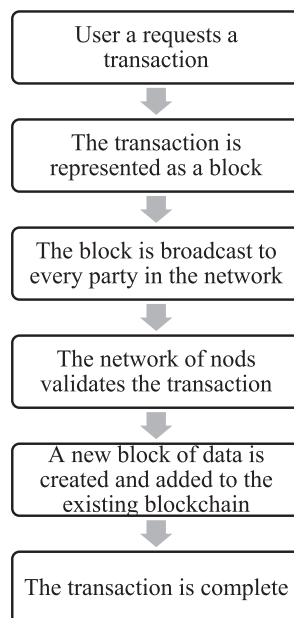 User a requests a
transaction
The transaction is
represented as a block
The block is broadcast to
every party in the network
The network of nods
validates the transaction
A new block of data is
created and added to the
existing blockchain
The transaction is complete